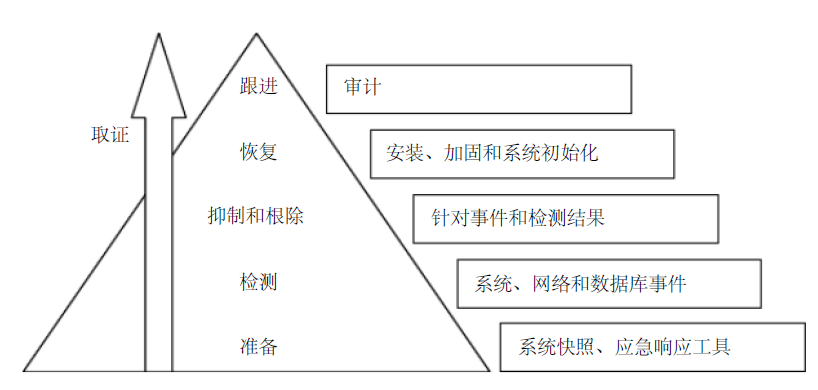 跟进
审计
取证
恢复
安装、加固和系统初始化
抑制和根除
针对事件和检测结果
检测
系统、网络和数据库事件
准备
系统快照、应急响应工具